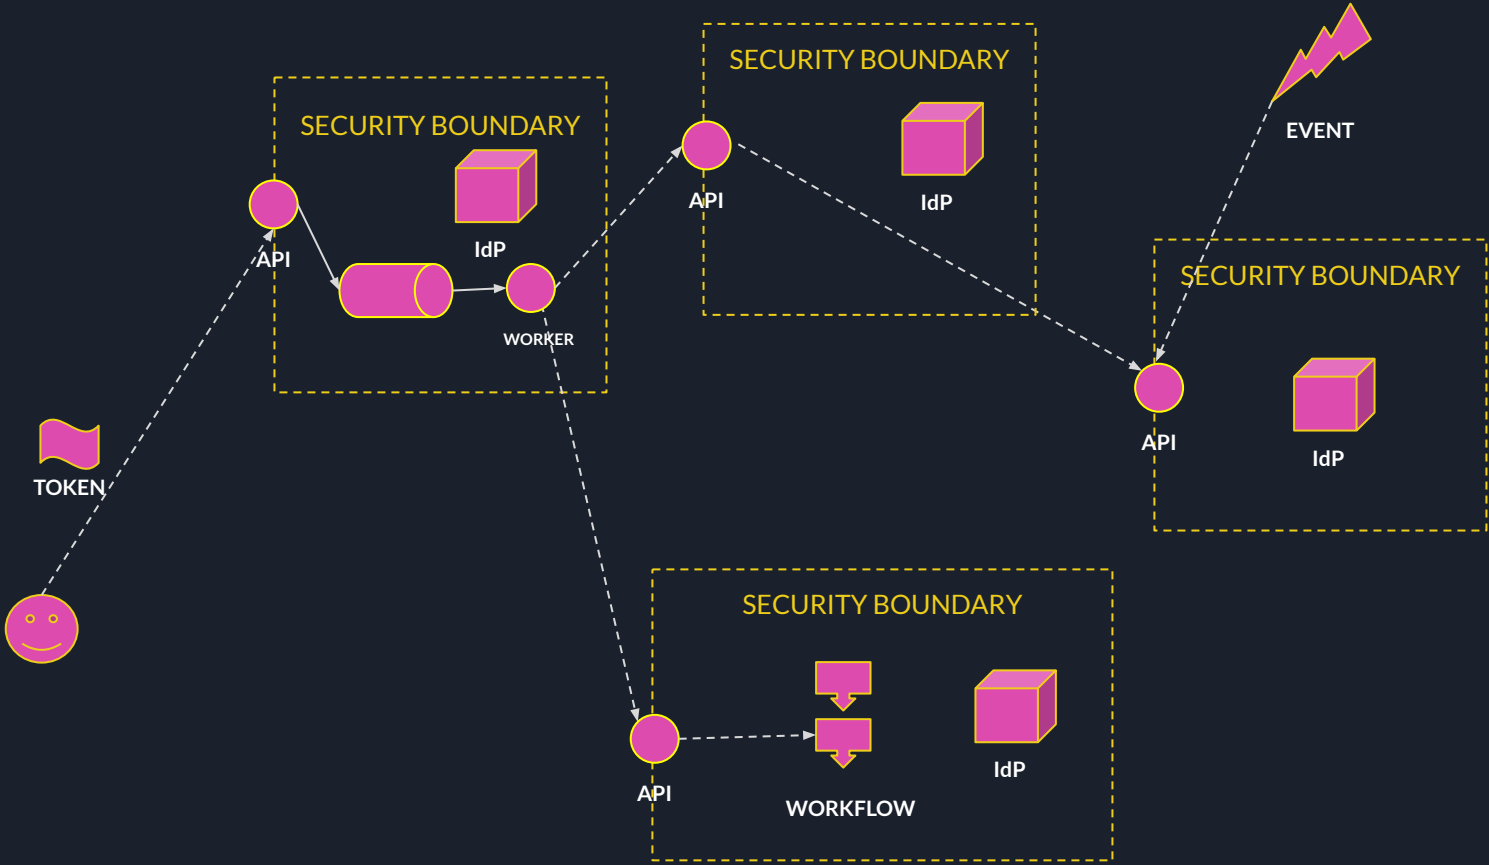 SECURITY BOUNDARY
IdP
API
WORKER
SECURITY BOUNDARY
IdP
API
EVENT
SECURITY BOUNDARY
API
IdP
TOKEN
SECURITY BOUNDARY
IdP
API
WORKFLOW